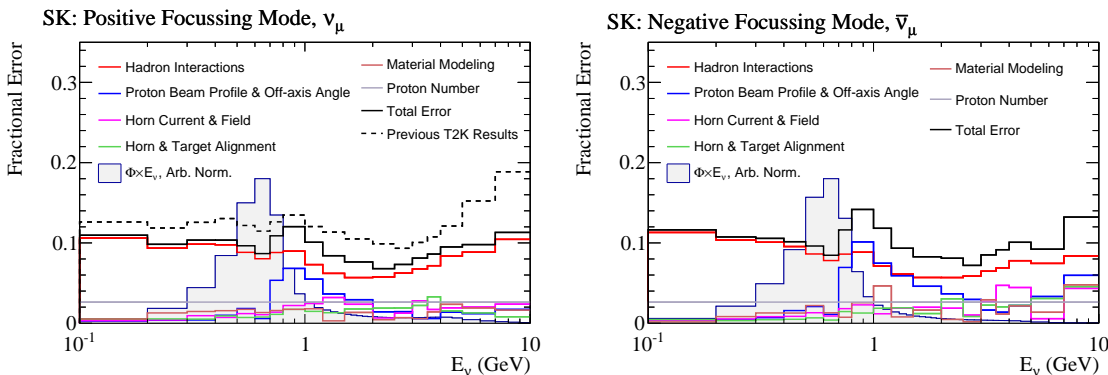 SK: Positive Focussing Mode, νμ
Fractional Error
0.3
0.2
0.1
0
Hadron Interactions
Proton Beam Profile & Off-axis Angle
Horn Current & Field
Horn & Target Alignment
Φ×Eν, Arb. Norm.
Material Modeling
Proton Number
Total Error
Previous T2K Results
10⁻¹
1
10
Eν (GeV)
SK: Negative Focussing Mode, ν̄μ
Fractional Error
0.3
0.2
0.1
0
Hadron Interactions
Proton Beam Profile & Off-axis Angle
Horn Current & Field
Horn & Target Alignment
Φ×Eν, Arb. Norm.
Material Modeling
Proton Number
Total Error
10⁻¹
1
10
Eν (GeV)